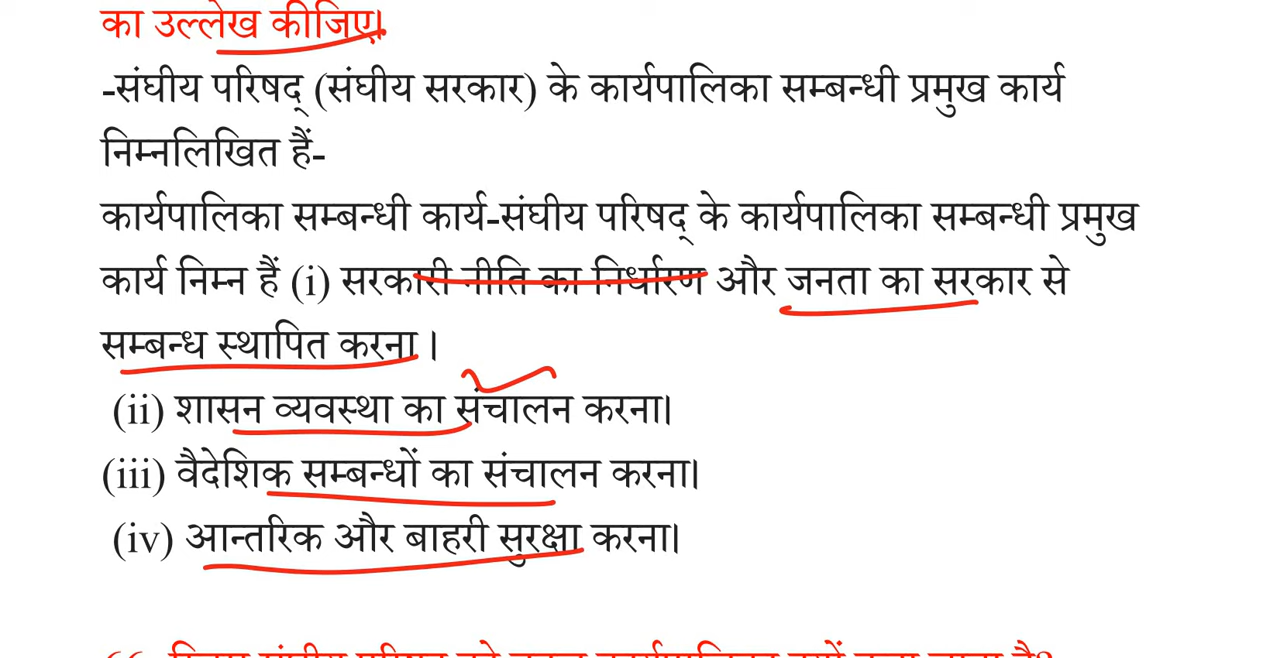 का उल्लेख कीजिए।
-संघीय परिषद् (संघीय सरकार) के कार्यपालिका सम्बन्धी प्रमुख कार्य
निम्नलिखित हैं-
कार्यपालिका सम्बन्धी कार्य-संघीय परिषद् के कार्यपालिका सम्बन्धी प्रमुख
कार्य निम्न हैं (i) सरकारी नीति का निर्धारण और जनता का सरकार से
सम्बन्ध स्थापित करना ।
(ii) शासन व्यवस्था का संचालन करना।
(iii) वैदेशिक सम्बन्धों का संचालन करना।
(iv) आन्तरिक और बाहरी सुरक्षा करना।